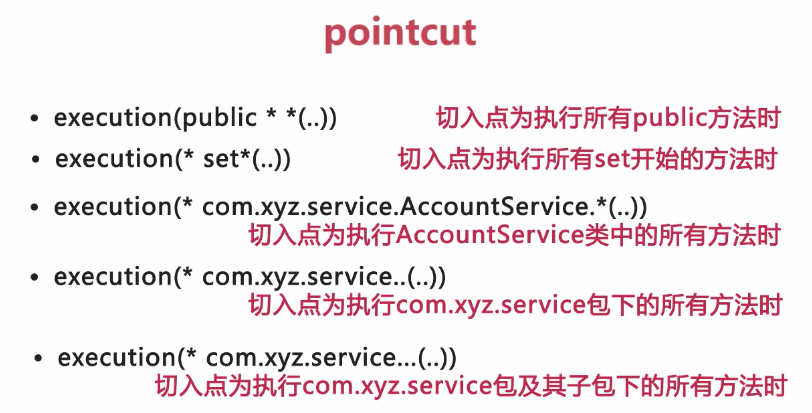 pointcut
• execution(public * *(..)) 切入点为执行所有public方法时
• execution(* set*(..)) 切入点为执行所有set开始的方法时
• execution(* com.xyz.service.AccountService.*(..))
切入点为执行AccountService类中的所有方法时
• execution(* com.xyz.service..(..))
切入点为执行com.xyz.service包下的所有方法时
• execution(* com.xyz.service...(..))
切入点为执行com.xyz.service包及其子包下的所有方法时